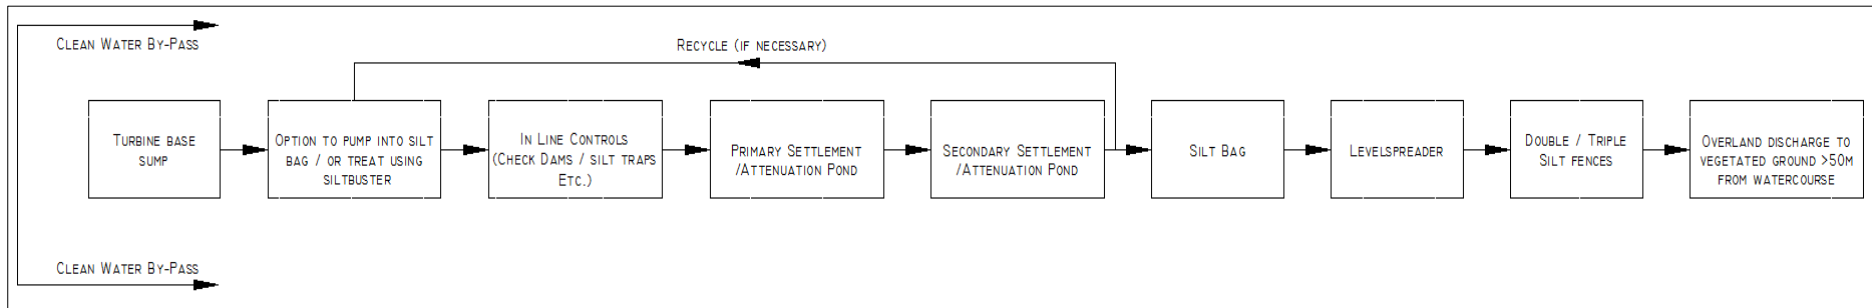 Clean Water By-Pass
Recycle (if necessary)
Turbine base
sump
Option to pump into silt
bag / or treat using
siltbuster
In Line Controls
(Check Dams / silt traps
Etc.)
Primary Settlement
/Attenuation Pond
Secondary Settlement
/Attenuation Pond
Silt Bag
Levelspreader
Double / Triple
Silt fences
Overland discharge to
vegetated ground >50m
from watercourse
Clean Water By-Pass